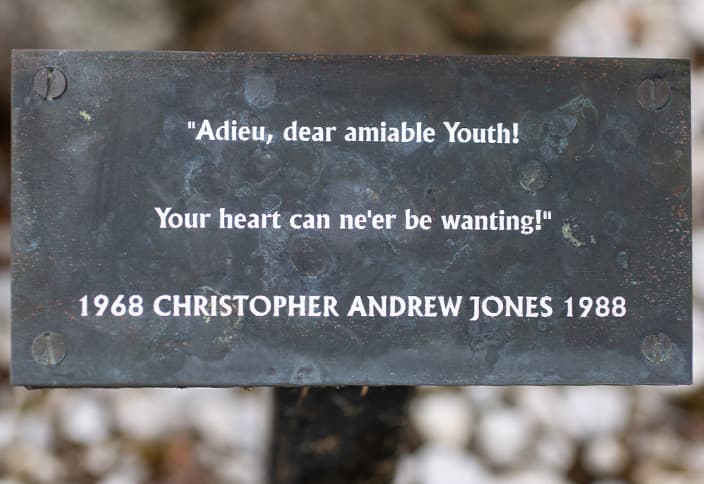 "Adieu, dear amiable Youth!
Your heart can ne'er be wanting!"
1968 CHRISTOPHER ANDREW JONES 1988